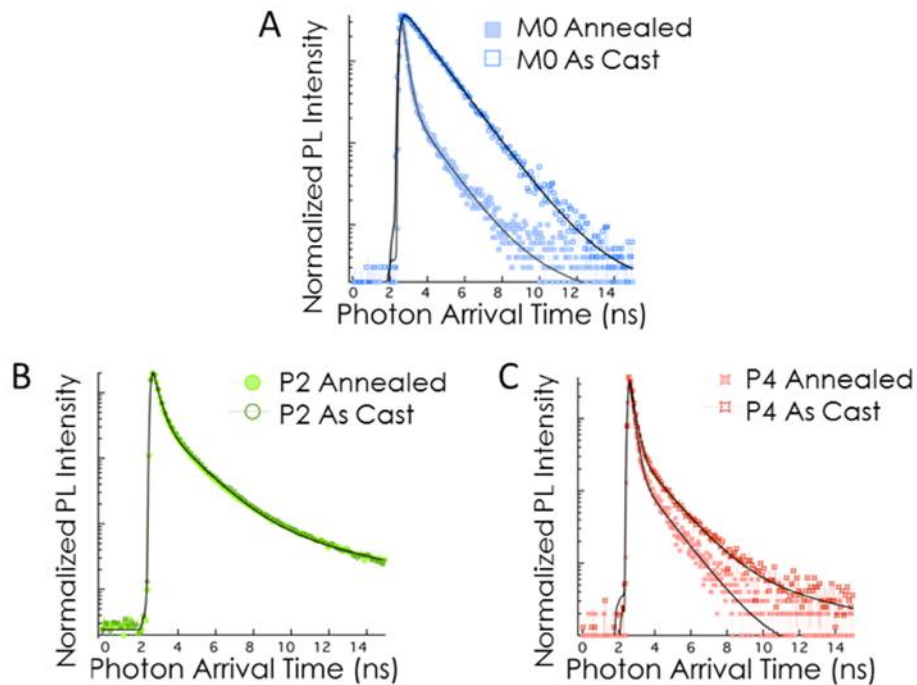 A
M0 Annealed
M0 As Cast
Normalized PL Intensity
0 2 4 6 8 10 12 14
Photon Arrival Time (ns)
B
P2 Annealed
P2 As Cast
Normalized PL Intensity
0 2 4 6 8 10 12 14
Photon Arrival Time (ns)
C
P4 Annealed
P4 As Cast
Normalized PL Intensity
0 2 4 6 8 10 12 14
Photon Arrival Time (ns)